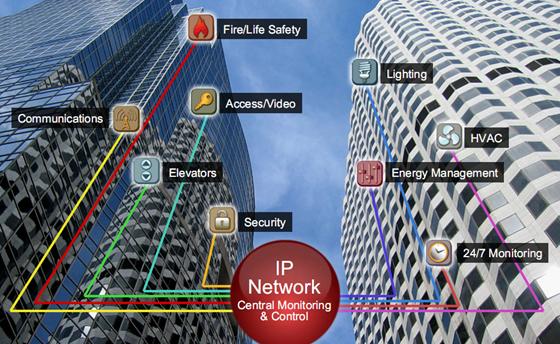 Fire/Life Safety
Lighting
Access/Video
Communications
HVAC
Elevators
Energy Management
Security
24/7 Monitoring
IP
Network
Central Monitoring
& Control